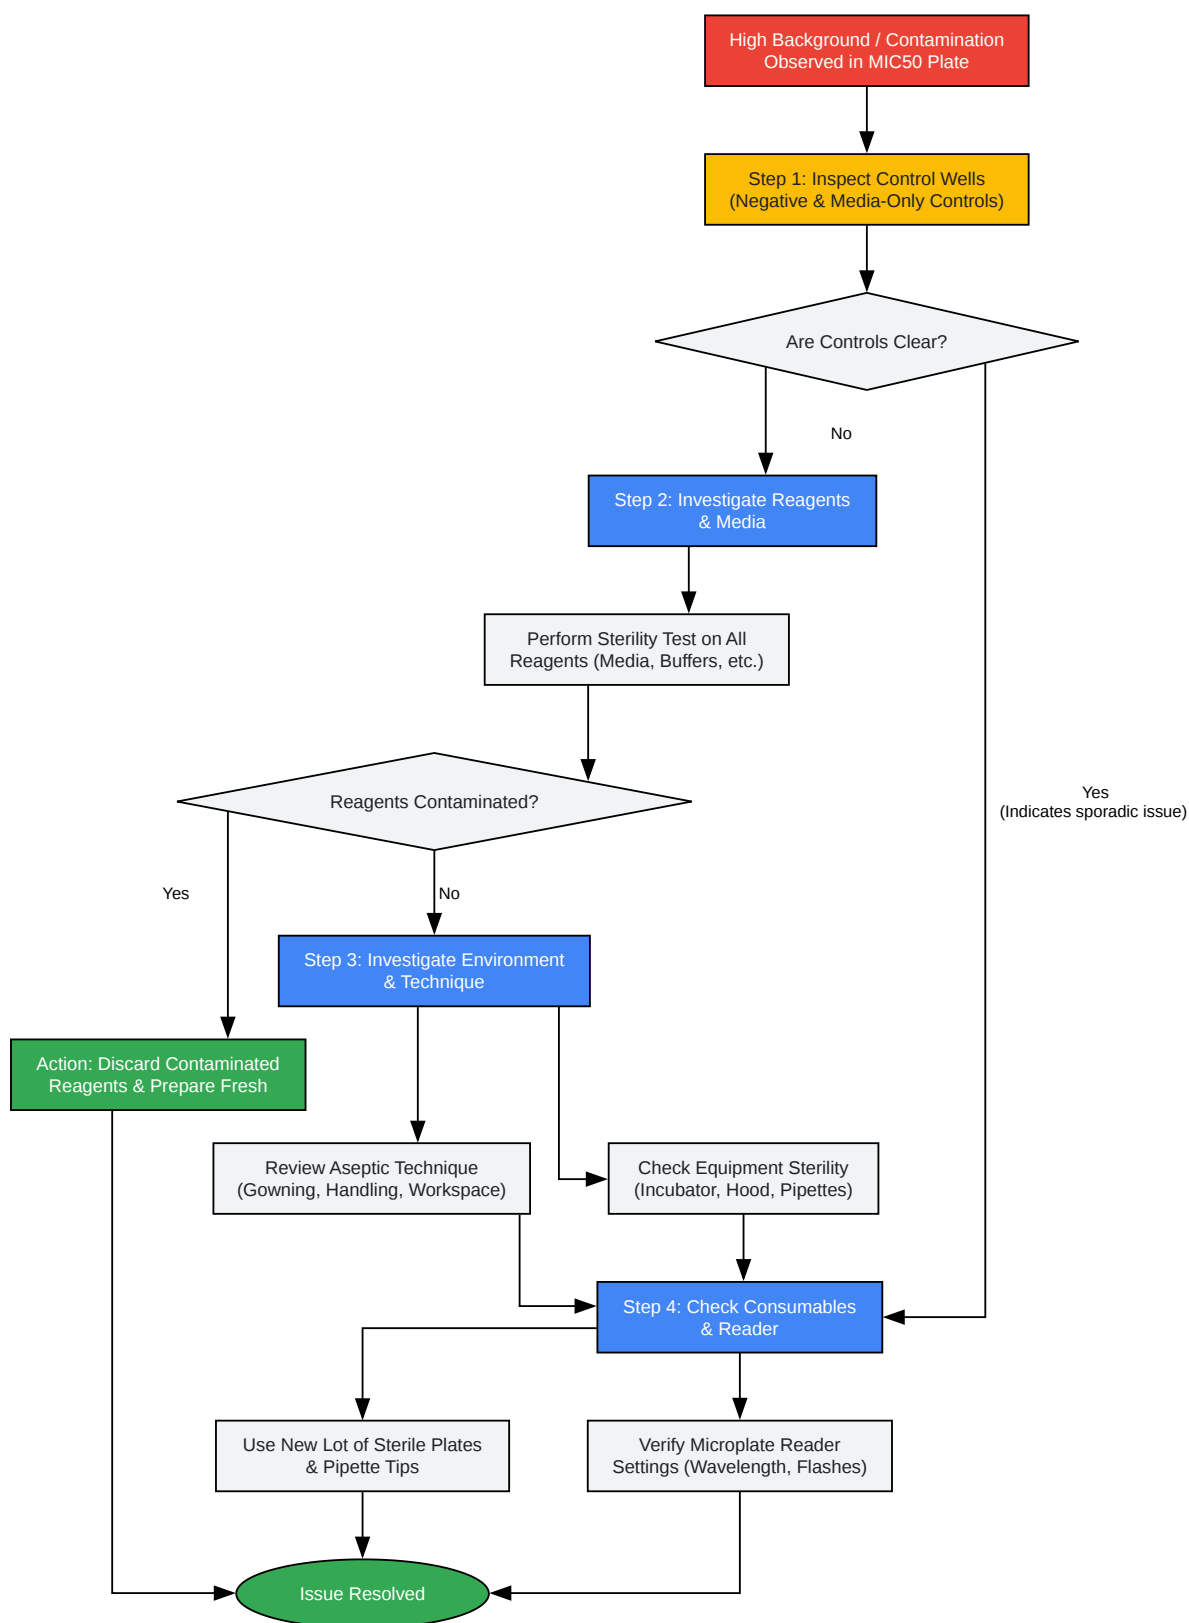 High Background / Contamination
Observed in MIC50 Plate
Step 1: Inspect Control Wells
(Negative & Media-Only Controls)
Are Controls Clear?
No
Step 2: Investigate Reagents
& Media
Perform Sterility Test on All
Reagents (Media, Buffers, etc.)
Yes
(Indicates sporadic issue)
Reagents Contaminated?
Yes
No
Step 3: Investigate Environment
& Technique
Action: Discard Contaminated
Reagents & Prepare Fresh
Review Aseptic Technique
(Gowning, Handling, Workspace)
Check Equipment Sterility
(Incubator, Hood, Pipettes)
Step 4: Check Consumables
& Reader
Use New Lot of Sterile Plates
& Pipette Tips
Verify Microplate Reader
Settings (Wavelength, Flashes)
Issue Resolved